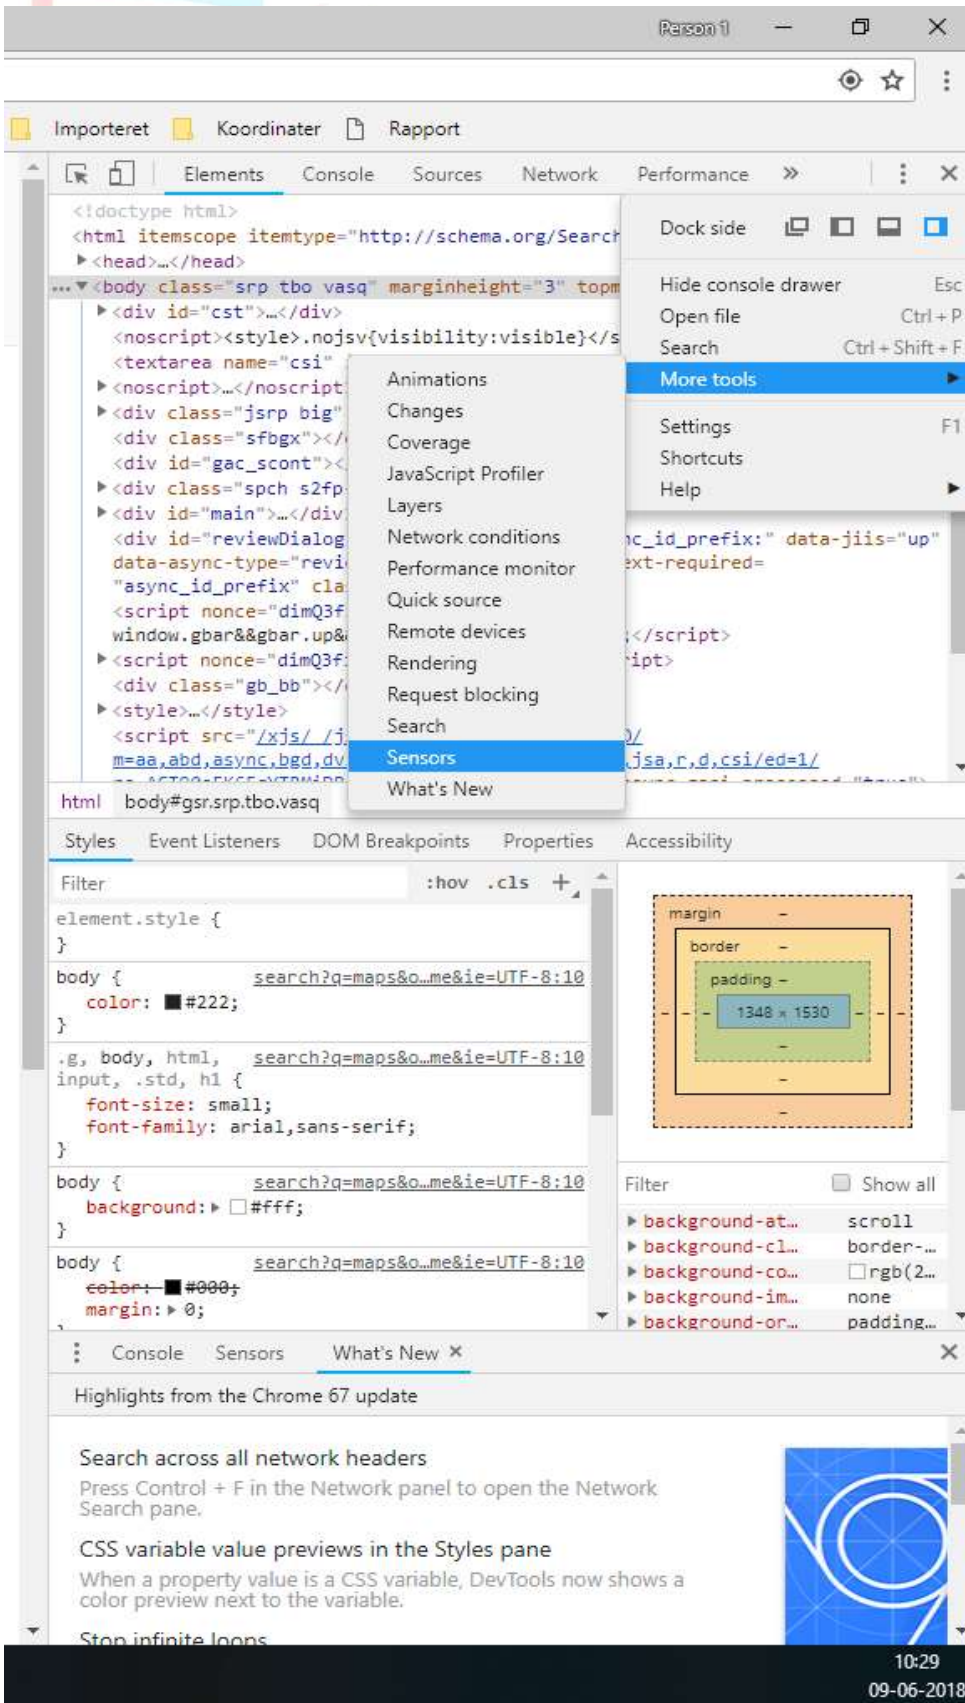 Person 1
Importeret Koordinater Rapport
Elements Console Sources Network Performance »
<!doctype html>
<html itemscope itemtype="http://schema.org/Search
<head>…</head>
<body class="srp tbo vasq" marginheight="3" topm
<div id="cst">…</div>
<noscript><style>.nojsv{visibility:visible}</s
<textarea name="csi"
<noscript>…</noscript
<div class="jsrp big"
<div class="sfbgx"></
<div id="gac_scont"><
<div class="spch s2fp
<div id="main">…</div
<div id="reviewDialog nc_id_prefix:" data-jiis="up"
data-async-type="revi ext-required=
"async_id_prefix" cla
<script nonce="dimQ3f
window.gbar&&gbar.up& ;</script>
<script nonce="dimQ3f ript>
<div class="gb_bb"></
<style>…</style>
<script src="/xjs/_/j
m=aa,abd,async,bgd,dv ,jsa,r,d,csi/ed=1/
Dock side
Hide console drawer Esc
Open file Ctrl + P
Search Ctrl + Shift + F
More tools
Settings F1
Shortcuts
Help
Animations
Changes
Coverage
JavaScript Profiler
Layers
Network conditions
Performance monitor
Quick source
Remote devices
Rendering
Request blocking
Search
Sensors
What's New
html body#gsr.srp.tbo.vasq
Styles Event Listeners DOM Breakpoints Properties Accessibility
Filter :hov .cls +
element.style {
}
body { search?q=maps&o…me&ie=UTF-8:10
color: #222;
}
.g, body, html, search?q=maps&o…me&ie=UTF-8:10
input, .std, h1 {
font-size: small;
font-family: arial,sans-serif;
}
body { search?q=maps&o…me&ie=UTF-8:10
background: #fff;
}
body { search?q=maps&o…me&ie=UTF-8:10
color: #000;
margin: 0;
margin –
border –
padding –
– – – 1348 × 1530 – – –
–
–
–
Filter Show all
background-at… scroll
background-cl… border-…
background-co… rgb(2…
background-im… none
background-or… padding…
Console Sensors What's New ×
Highlights from the Chrome 67 update
Search across all network headers
Press Control + F in the Network panel to open the Network
Search pane.
CSS variable value previews in the Styles pane
When a property value is a CSS variable, DevTools now shows a
color preview next to the variable.
Stop infinite loops
10:29
09-06-2018